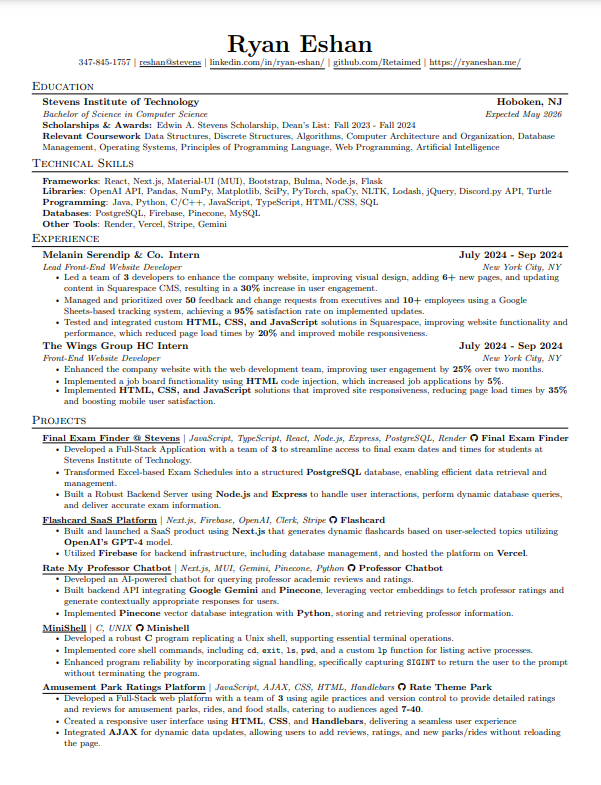 Ryan Eshan
347-845-1757 | reshan@stevens | linkedin.com/in/ryan-eshan/ | github.com/Retaimed | https://ryaneshan.me/
Education
Stevens Institute of Technology Hoboken, NJ
Bachelor of Science in Computer Science Expected May 2026
Scholarships & Awards: Edwin A. Stevens Scholarship, Dean's List: Fall 2023 - Fall 2024
Relevant Coursework Data Structures, Discrete Structures, Algorithms, Computer Architecture and Organization, Database
Management, Operating Systems, Principles of Programming Language, Web Programming, Artificial Intelligence
Technical Skills
Frameworks: React, Next.js, Material-UI (MUI), Bootstrap, Bulma, Node.js, Flask
Libraries: OpenAI API, Pandas, NumPy, Matplotlib, SciPy, PyTorch, spaCy, NLTK, Lodash, jQuery, Discord.py API, Turtle
Programming: Java, Python, C/C++, JavaScript, TypeScript, HTML/CSS, SQL
Databases: PostgreSQL, Firebase, Pinecone, MySQL
Other Tools: Render, Vercel, Stripe, Gemini
Experience
Melanin Serendip & Co. Intern July 2024 - Sep 2024
Lead Front-End Website Developer New York City, NY
• Led a team of 3 developers to enhance the company website, improving visual design, adding 6+ new pages, and updating
content in Squarespace CMS, resulting in a 30% increase in user engagement.
• Managed and prioritized over 50 feedback and change requests from executives and 10+ employees using a Google
Sheets-based tracking system, achieving a 95% satisfaction rate on implemented updates.
• Tested and integrated custom HTML, CSS, and JavaScript solutions in Squarespace, improving website functionality and
performance, which reduced page load times by 20% and improved mobile responsiveness.
The Wings Group HC Intern July 2024 - Sep 2024
Front-End Website Developer New York City, NY
• Enhanced the company website with the web development team, improving user engagement by 25% over two months.
• Implemented a job board functionality using HTML code injection, which increased job applications by 5%.
• Implemented HTML, CSS, and JavaScript solutions that improved site responsiveness, reducing page load times by 35%
and boosting mobile user satisfaction.
Projects
Final Exam Finder @ Stevens | JavaScript, TypeScript, React, Node.js, Express, PostgreSQL, Render Final Exam Finder
• Developed a Full-Stack Application with a team of 3 to streamline access to final exam dates and times for students at
Stevens Institute of Technology.
• Transformed Excel-based Exam Schedules into a structured PostgreSQL database, enabling efficient data retrieval and
management.
• Built a Robust Backend Server using Node.js and Express to handle user interactions, perform dynamic database queries,
and deliver accurate exam information.
Flashcard SaaS Platform | Next.js, Firebase, OpenAI, Clerk, Stripe Flashcard
• Built and launched a SaaS product using Next.js that generates dynamic flashcards based on user-selected topics utilizing
OpenAI's GPT-4 model.
• Utilized Firebase for backend infrastructure, including database management, and hosted the platform on Vercel.
Rate My Professor Chatbot | Next.js, MUI, Gemini, Pinecone, Python Professor Chatbot
• Developed an AI-powered chatbot for querying professor academic reviews and ratings.
• Built backend API integrating Google Gemini and Pinecone, leveraging vector embeddings to fetch professor ratings and
generate contextually appropriate responses for users.
• Implemented Pinecone vector database integration with Python, storing and retrieving professor information.
MiniShell | C, UNIX Minishell
• Developed a robust C program replicating a Unix shell, supporting essential terminal operations.
• Implemented core shell commands, including cd, exit, ls, pwd, and a custom lp function for listing active processes.
• Enhanced program reliability by incorporating signal handling, specifically capturing SIGINT to return the user to the prompt
without terminating the program.
Amusement Park Ratings Platform | JavaScript, AJAX, CSS, HTML, Handlebars Rate Theme Park
• Developed a Full-Stack web platform with a team of 3 using agile practices and version control to provide detailed ratings
and reviews for amusement parks, rides, and food stalls, catering to audiences aged 7-40.
• Created a responsive user interface using HTML, CSS, and Handlebars, delivering a seamless user experience
• Integrated AJAX for dynamic data updates, allowing users to add reviews, ratings, and new parks/rides without reloading
the page.